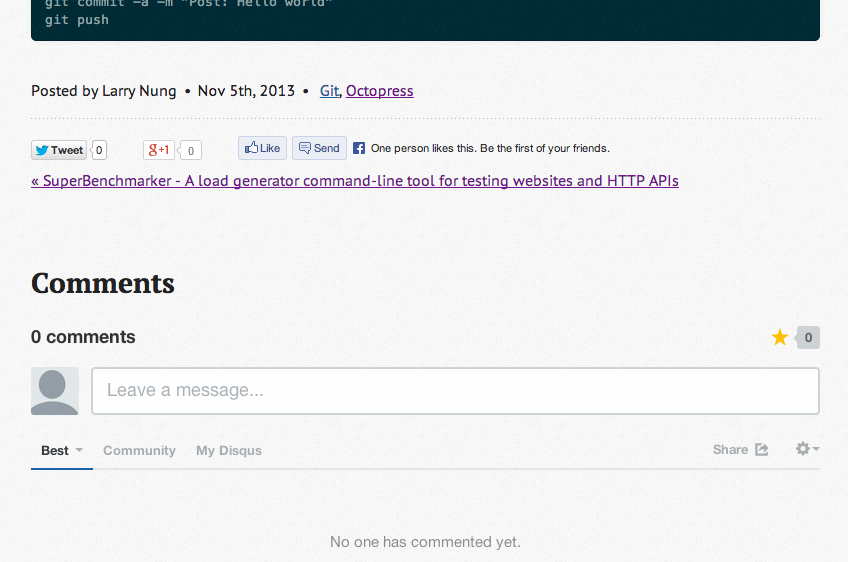 git commit -a -m "Post: Hello world"
git push
Posted by Larry Nung • Nov 5th, 2013 • Git, Octopress
Tweet 0 g+1 0 Like Send One person likes this. Be the first of your friends.
« SuperBenchmarker - A load generator command-line tool for testing websites and HTTP APIs
Comments
0 comments 0
Leave a message...
Best Community My Disqus Share
No one has commented yet.